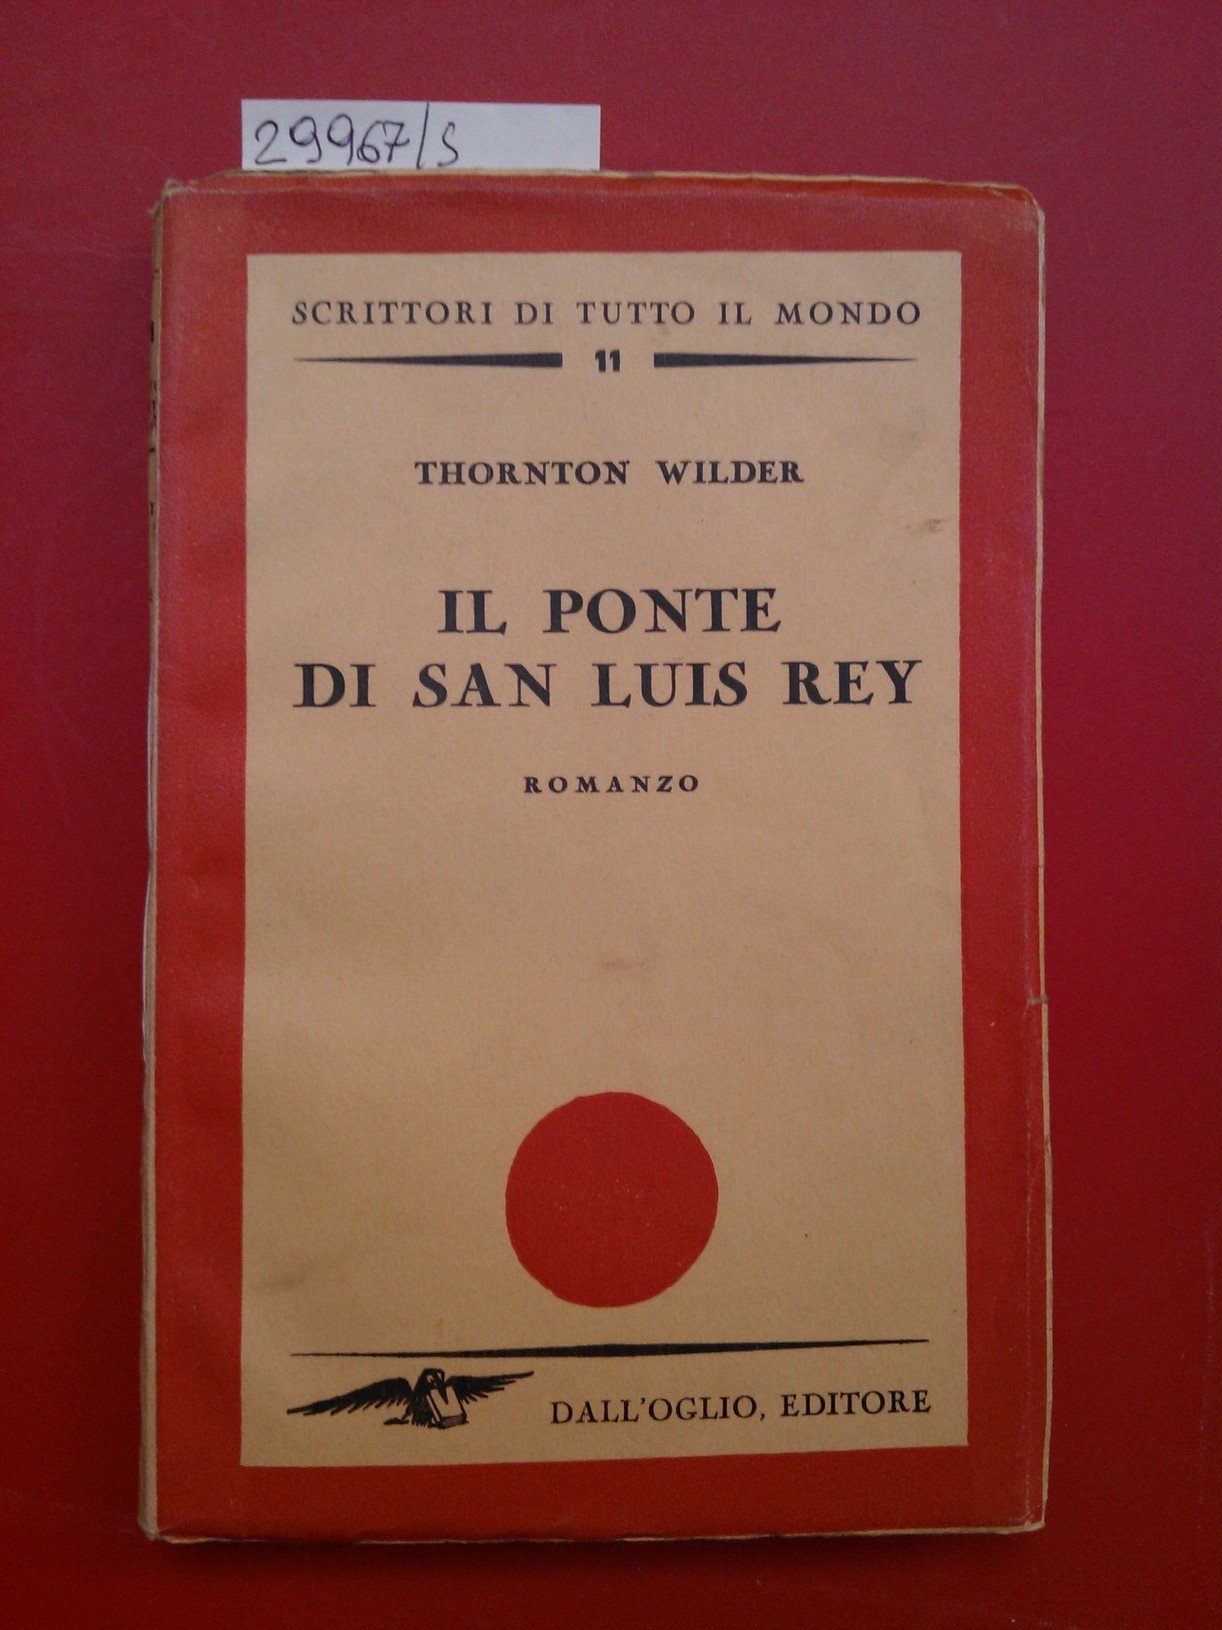 29967/S
SCRITTORI DI TUTTO IL MONDO
11
THORNTON WILDER
IL PONTE
DI SAN LUIS REY
ROMANZO
DALL'OGLIO, EDITORE